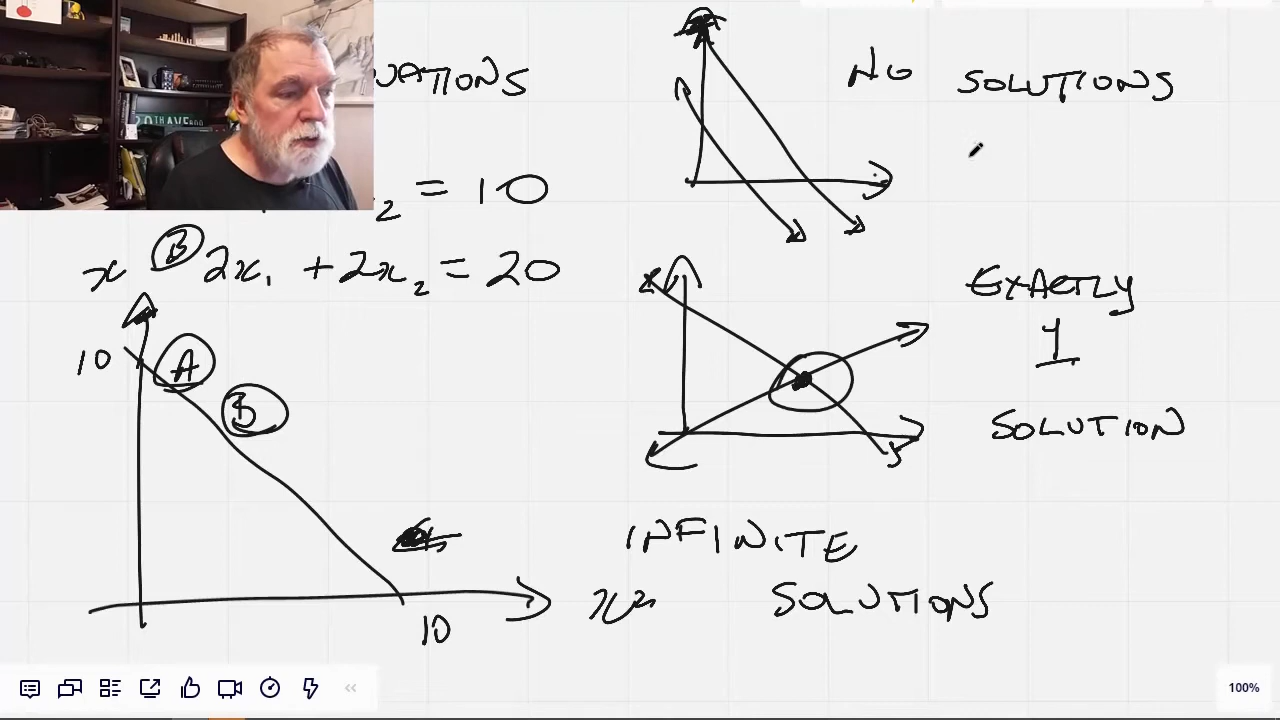 UATIONS
2 = 10
x B 2x₁ + 2x₂ = 20
10
A
B
10
x₂
NO SOLUTIONS
EXACTLY
1
SOLUTION
INFINITE
SOLUTIONS
100%